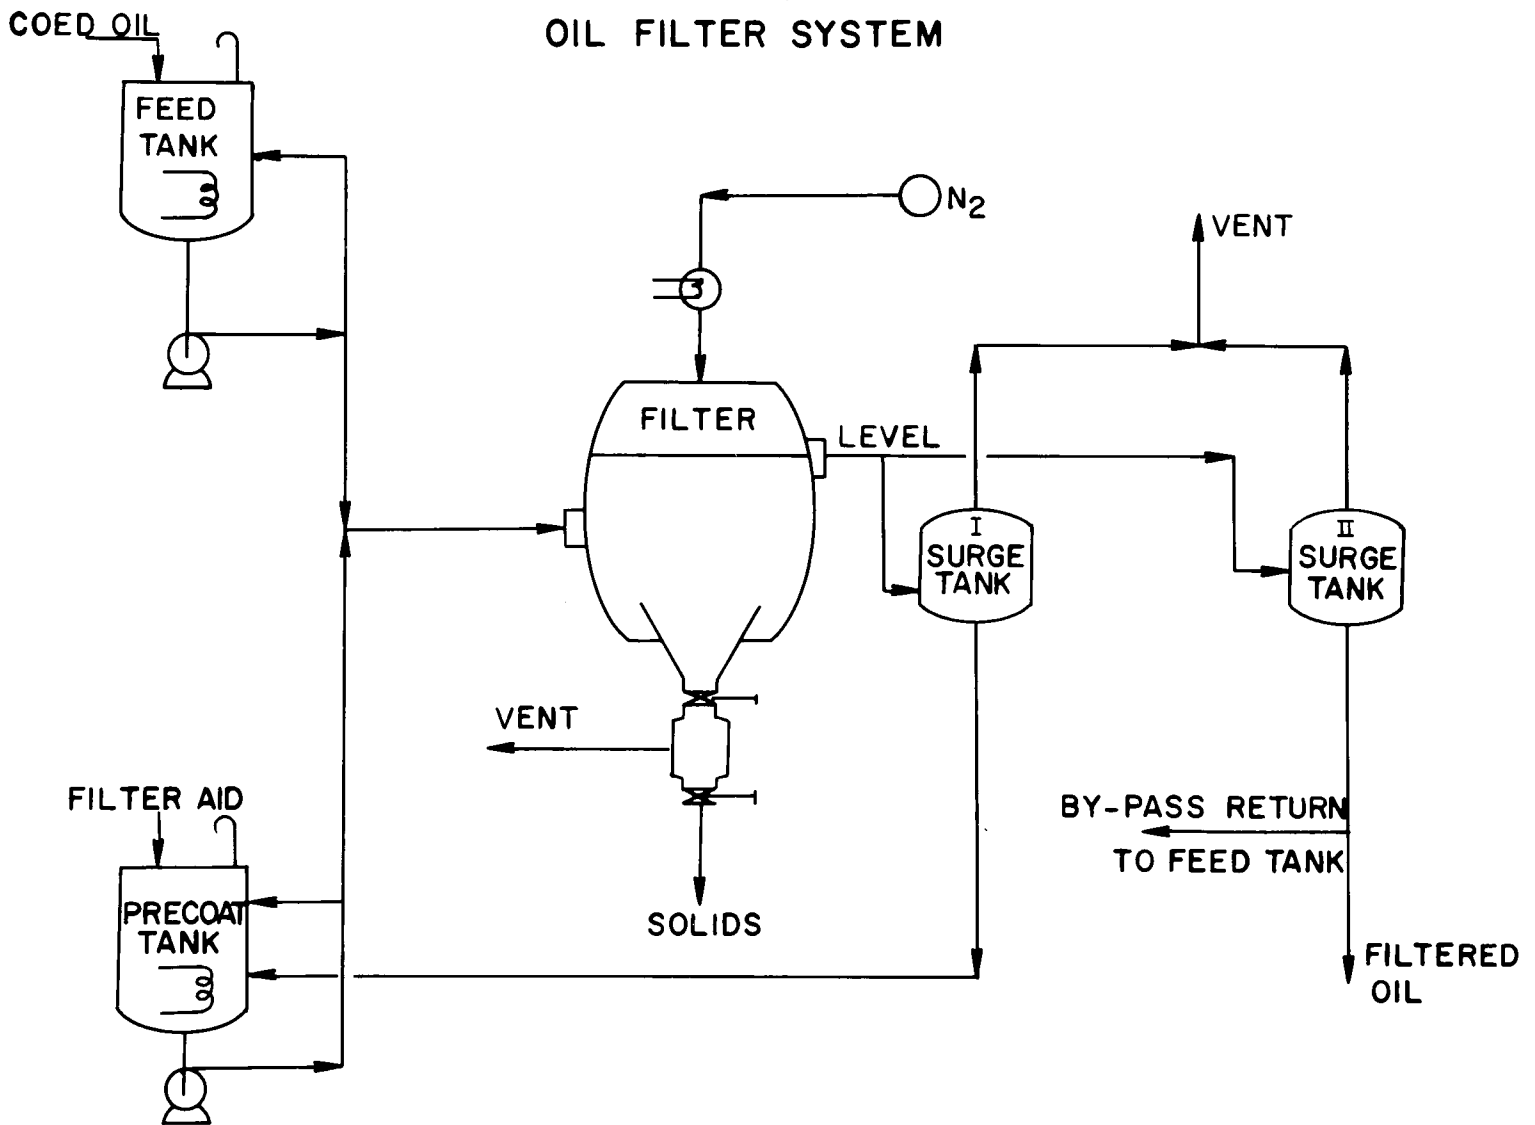 OIL FILTER SYSTEM
COED OIL
FEED
TANK
N2
VENT
FILTER
LEVEL
I
SURGE
TANK
II
SURGE
TANK
VENT
FILTER AID
BY-PASS RETURN
TO FEED TANK
PRECOAT
TANK
SOLIDS
FILTERED
OIL